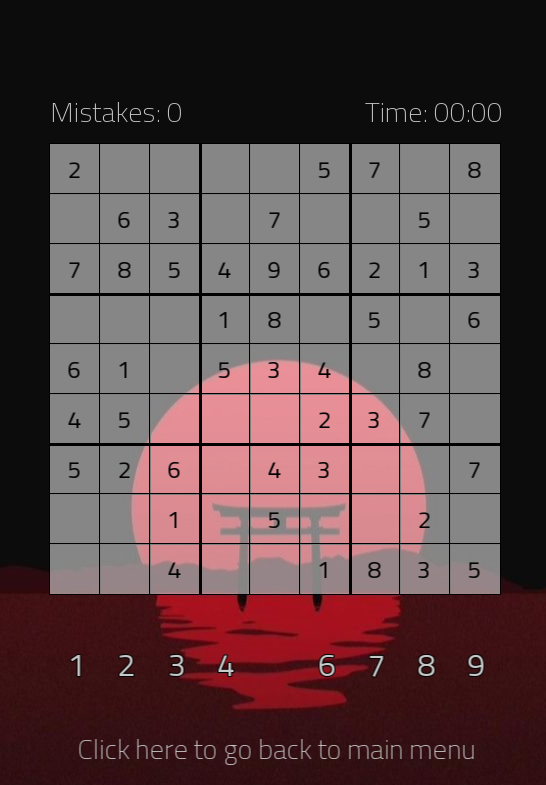 Mistakes: 0 Time: 00:00
2 5 7 8
6 3 7 5
7 8 5 4 9 6 2 1 3
1 8 5 6
6 1 5 3 4 8
4 5 2 3 7
5 2 6 4 3 7
1 5 2
4 1 8 3 5
1 2 3 4 6 7 8 9
Click here to go back to main menu